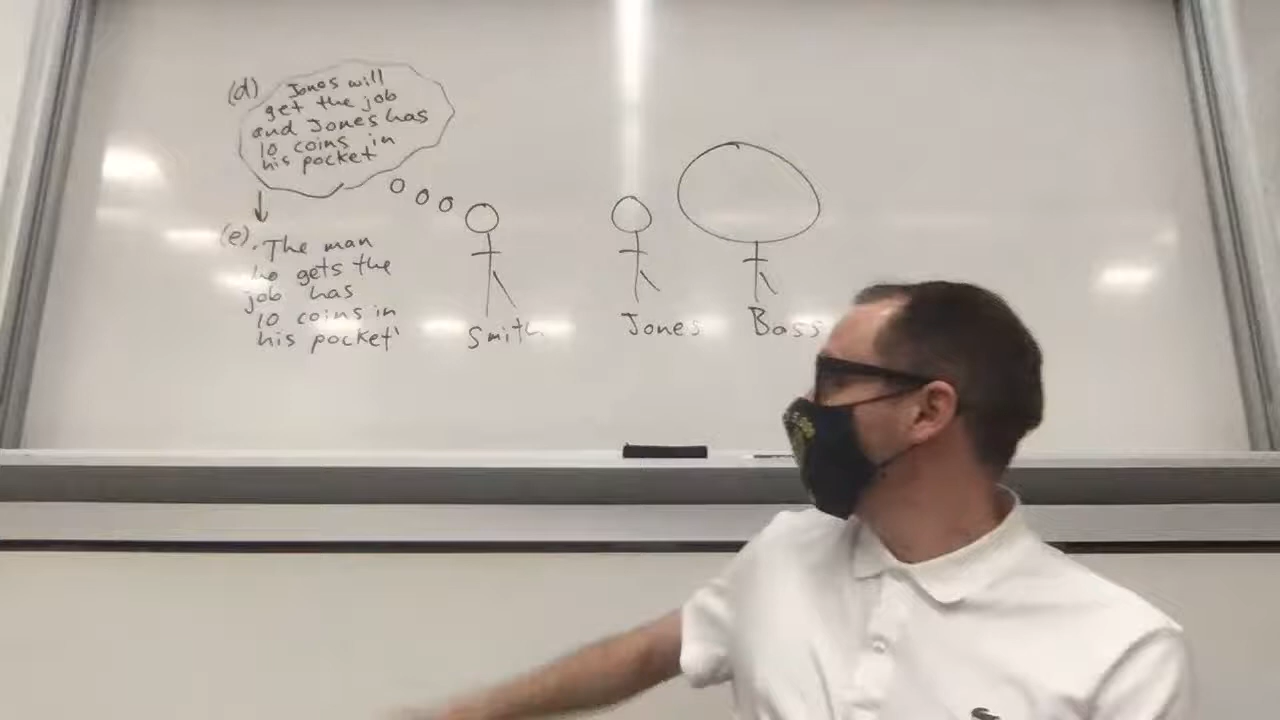 (d) Jones will
get the job
and Jones has
10 coins in
his pocket
(e). The man
who gets the
job has
10 coins in
his pocket'
Smith
Jones
Boss